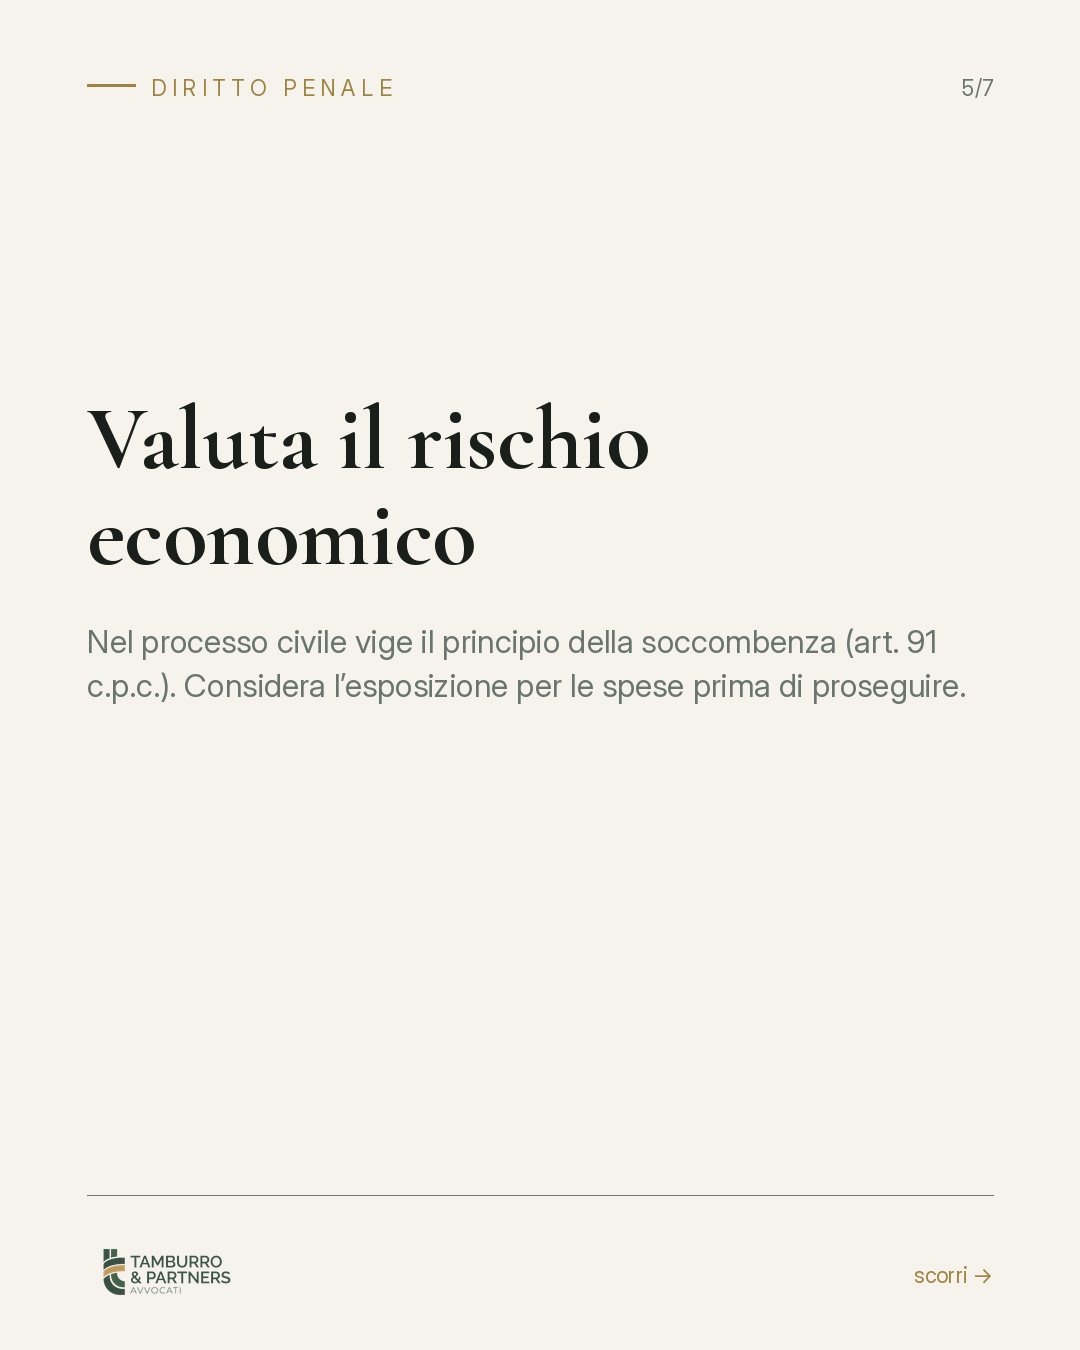 DIRITTO PENALE
5/7
Valuta il rischio
economico
Nel processo civile vige il principio della soccombenza (art. 91
c.p.c.). Considera l’esposizione per le spese prima di proseguire.
TAMBURRO
& PARTNERS
AVVOCATI
scorri →